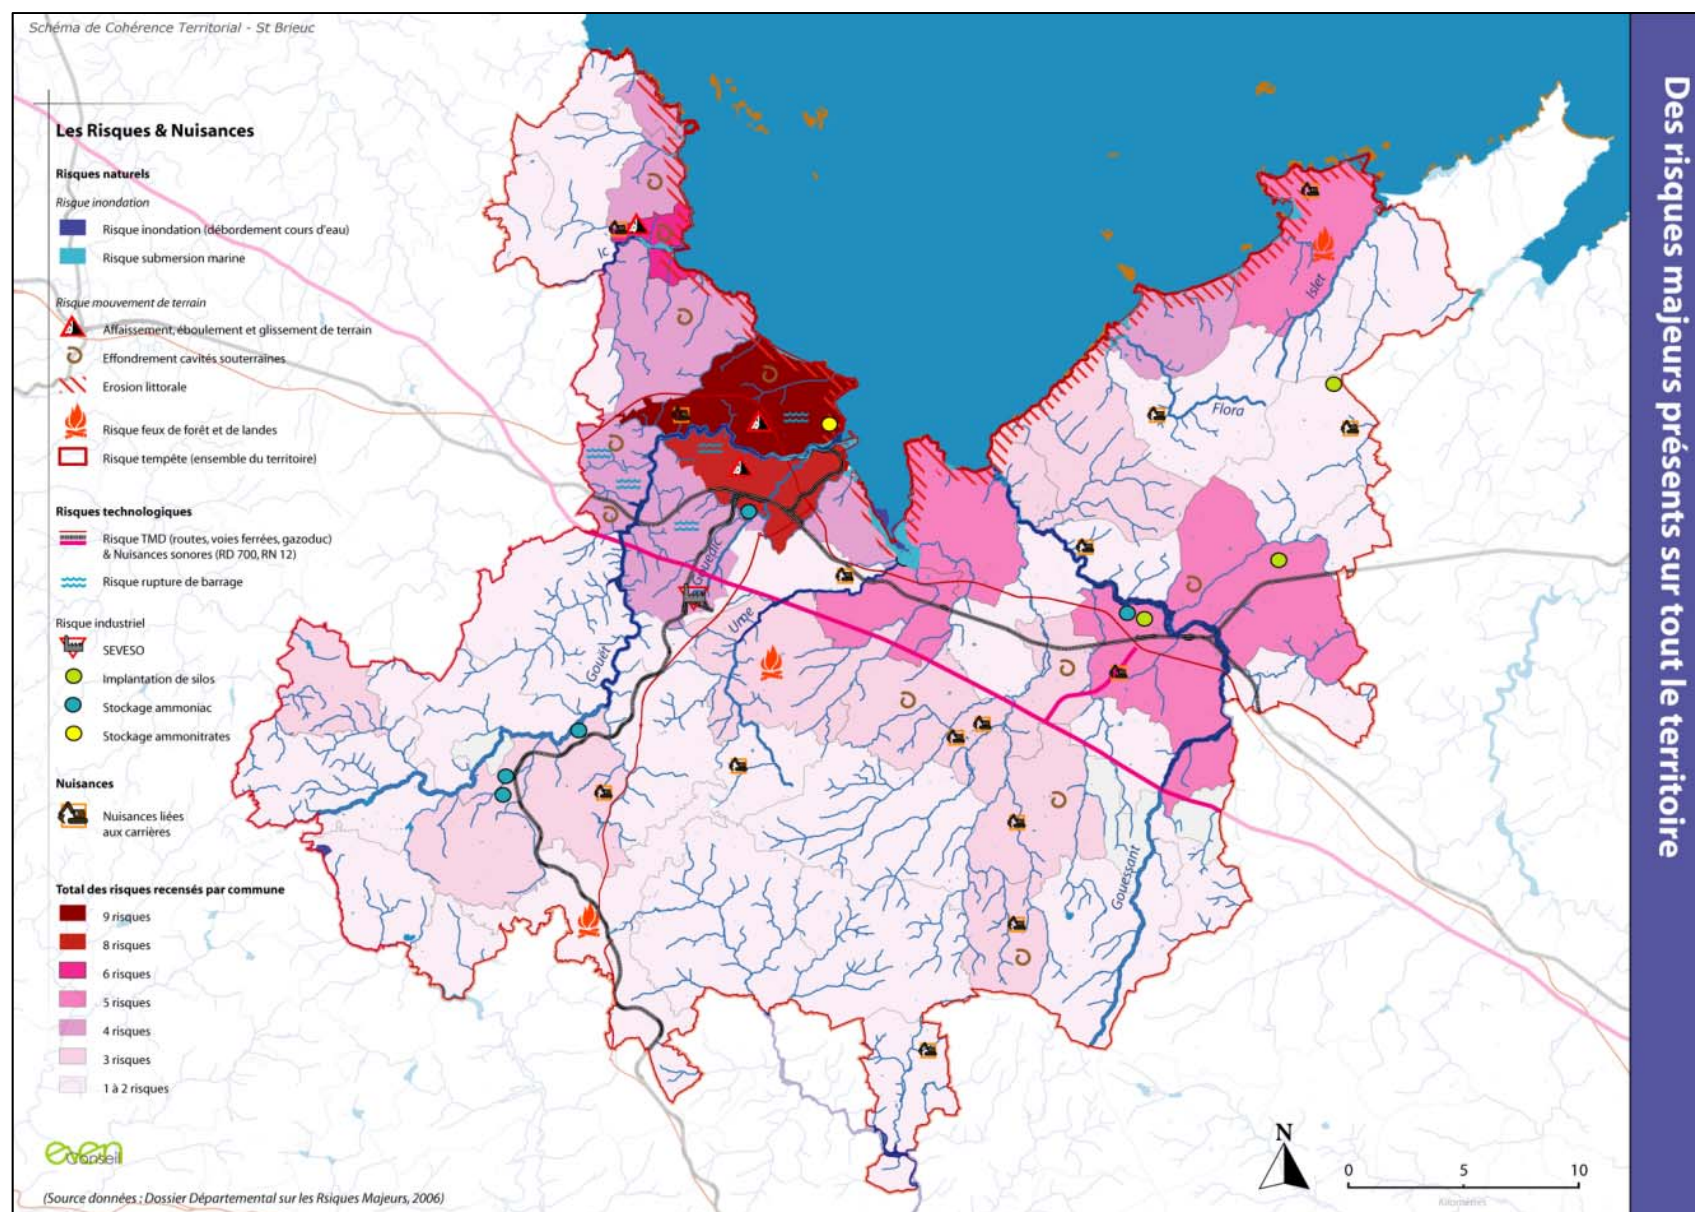 Schéma de Cohérence Territorial - St Brieuc
Des risques majeurs présents sur tout le territoire
Les Risques & Nuisances
Risques naturels
Risque inondation
Risque inondation (débordement cours d'eau)
Risque submersion marine
Risque mouvement de terrain
Affaissement, éboulement et glissement de terrain
Effondrement cavités souterraines
Erosion littorale
Risque feux de forêt et de landes
Risque tempête (ensemble du territoire)
Risques technologiques
Risque TMD (routes, voies ferrées, gazoduc)
& Nuisances sonores (RD 700, RN 12)
Risque rupture de barrage
Risque industriel
SEVESO
Implantation de silos
Stockage ammoniac
Stockage ammonitrates
Nuisances
Nuisances liées
aux carrières
Total des risques recensés par commune
9 risques
8 risques
6 risques
5 risques
4 risques
3 risques
1 à 2 risques
Ic
Islet
Flora
Gouedic
Urne
Gouët
Gouessant
even
Conseil
N
0 5 10
Kilomètres
(Source données : Dossier Départemental sur les Rsiques Majeurs, 2006)